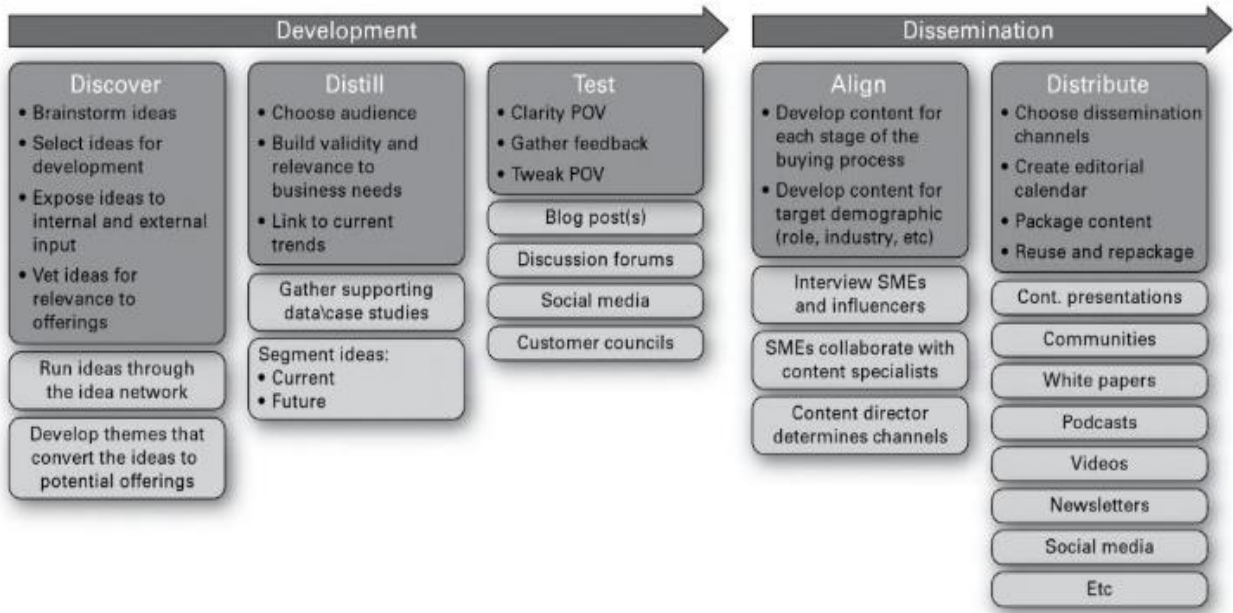 Development
Dissemination
Discover
• Brainstorm ideas
• Select ideas for
development
• Expose ideas to
internal and external
input
• Vet ideas for
relevance to
offerings
Run ideas through
the idea network
Develop themes that
convert the ideas to
potential offerings
Distill
• Choose audience
• Build validity and
relevance to
business needs
• Link to current
trends
Gather supporting
data\case studies
Segment ideas:
• Current
• Future
Test
• Clarity POV
• Gather feedback
• Tweak POV
Blog post(s)
Discussion forums
Social media
Customer councils
Align
• Develop content for
each stage of the
buying process
• Develop content for
target demographic
(role, industry, etc)
Interview SMEs
and influencers
SMEs collaborate with
content specialists
Content director
determines channels
Distribute
• Choose dissemination
channels
• Create editorial
calendar
• Package content
• Reuse and repackage
Cont. presentations
Communities
White papers
Podcasts
Videos
Newsletters
Social media
Etc